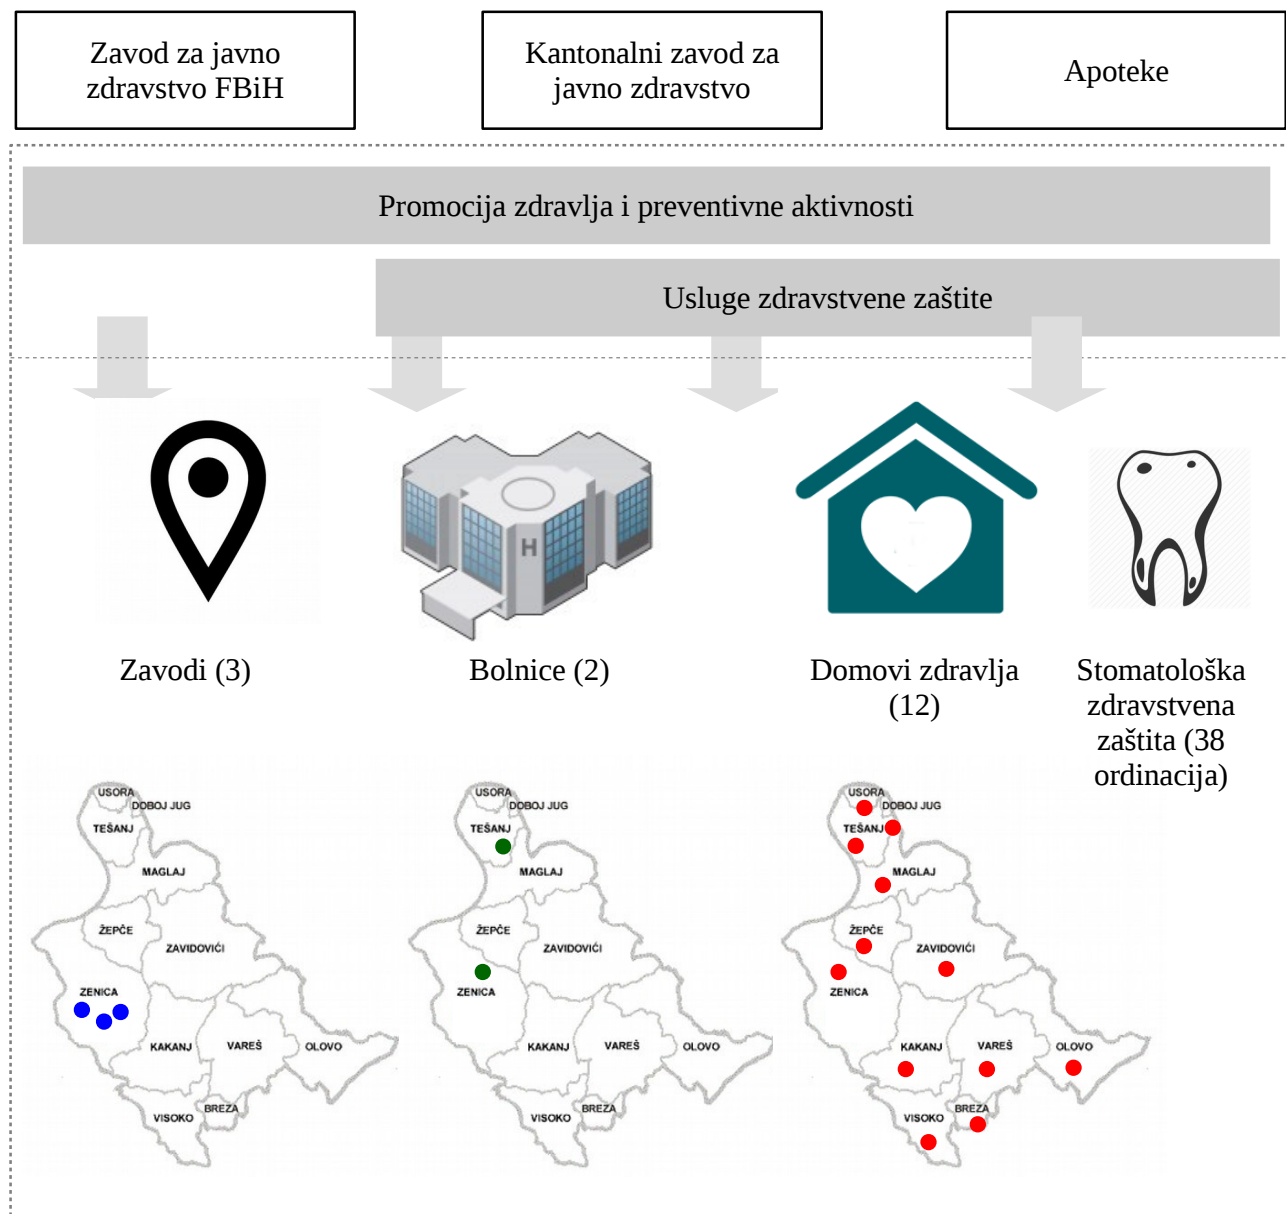 Zavod za javno
zdravstvo FBiH
Kantonalni zavod za
javno zdravstvo
Apoteke
Promocija zdravlja i preventivne aktivnosti
Usluge zdravstvene zaštite
H
Zavodi (3)
Bolnice (2)
Domovi zdravlja
(12)
Stomatološka
zdravstvena
zaštita (38
ordinacija)
USORA
DOBOJ JUG
TEŠANJ
MAGLAJ
ŽEPČE
ZAVIDOVIĆI
ZENICA
KAKANJ
VAREŠ
OLOVO
VISOKO
BREZA
USORA
DOBOJ JUG
TEŠANJ
MAGLAJ
ŽEPČE
ZAVIDOVIĆI
ZENICA
KAKANJ
VAREŠ
OLOVO
VISOKO
BREZA
USORA
DOBOJ JUG
TEŠANJ
MAGLAJ
ŽEPČE
ZAVIDOVIĆI
ZENICA
KAKANJ
VAREŠ
OLOVO
VISOKO
BREZA